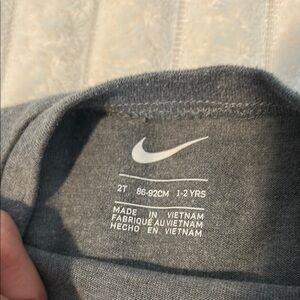 2T 86-92CM 1-2 YRS
MADE IN VIETNAM
FABRIQUÉ AU VIETNAM
HECHO EN VIETNAM